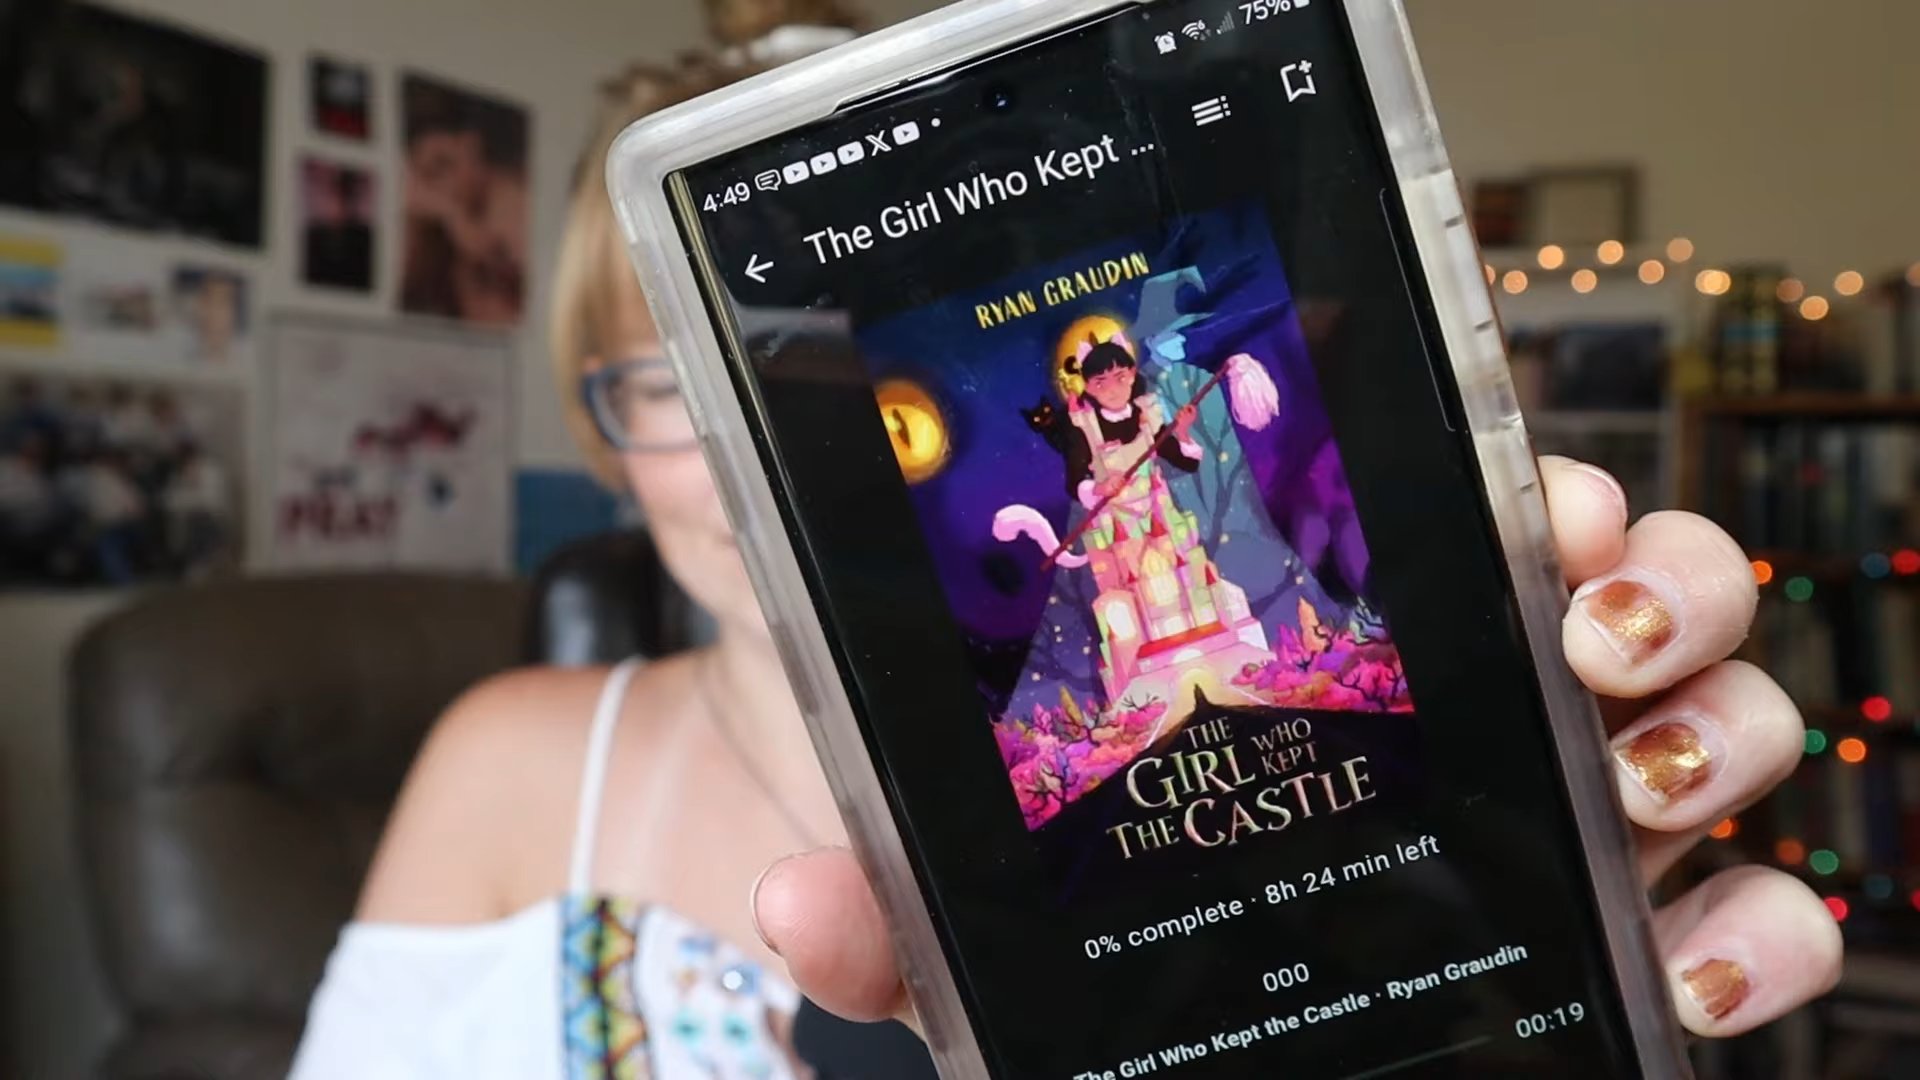 75%
4:49
The Girl Who Kept ...
RYAN GRAUDIN
THE
GIRL WHO
KEPT
THE CASTLE
0% complete · 8h 24 min left
000
The Girl Who Kept the Castle · Ryan Graudin
00:19
PRAY